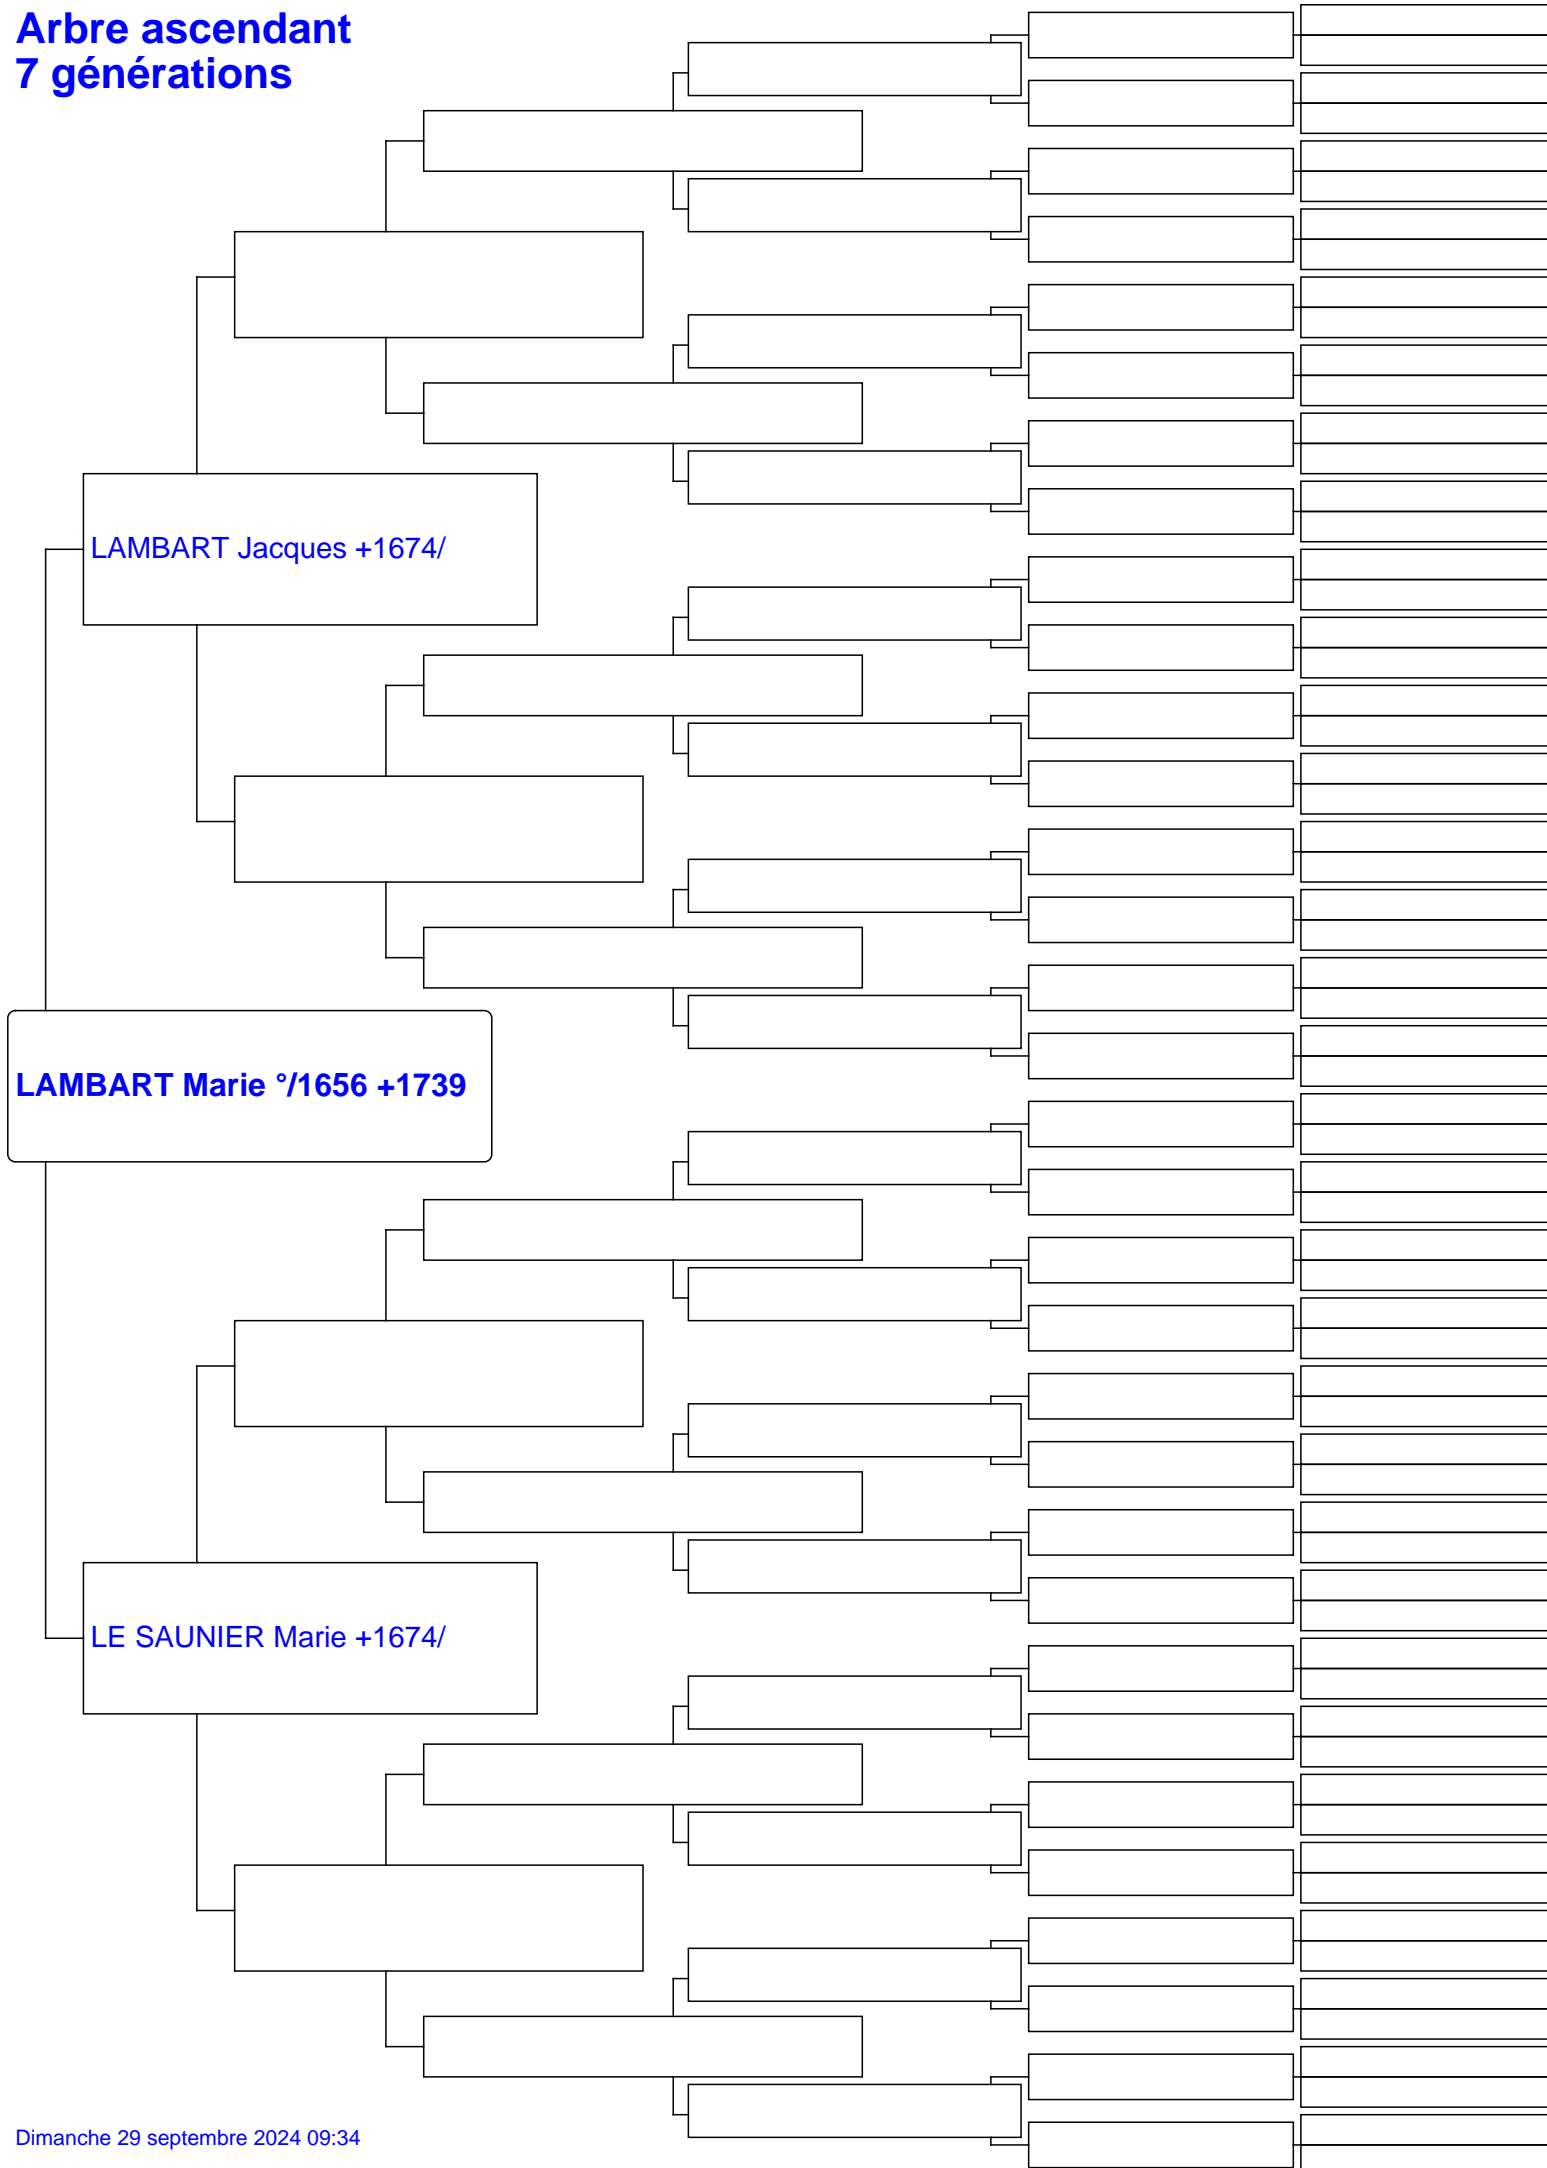 Arbre ascendant
7 générations
LAMBART Jacques +1674/
LAMBART Marie °/1656 +1739
LE SAUNIER Marie +1674/
Dimanche 29 septembre 2024 09:34